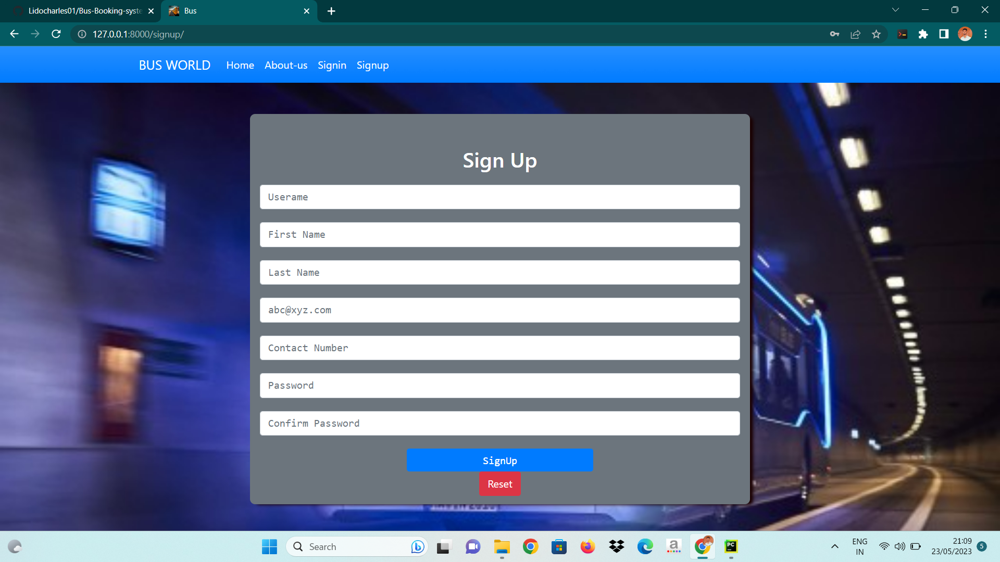 Lidocharles01/Bus-Booking-syste
Bus
127.0.0.1:8000/signup/
BUS WORLD Home About-us Signin Signup
Sign Up
Userame
First Name
Last Name
abc@xyz.com
Contact Number
Password
Confirm Password
SignUp
Reset
Search
ENG
IN
21:09
23/05/2023
5
PC
a